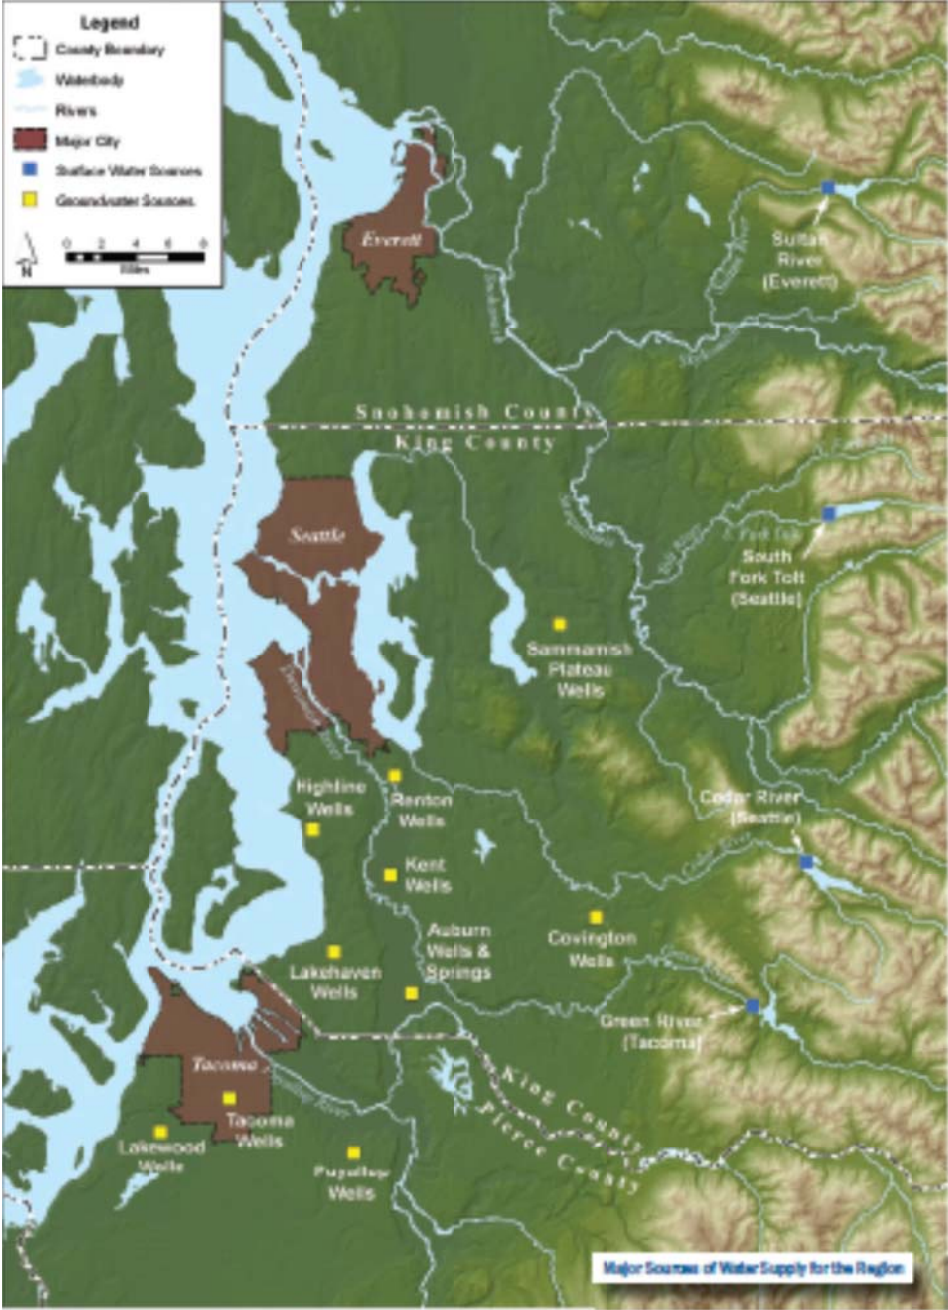 Legend
County Boundary
Waterbody
Rivers
Major City
Surface Water Sources
Groundwater Sources
N
0 2 4 6 8
Miles
Everett
Sultan
River
(Everett)
Snohomish County
King County
Seattle
South
Fork Tolt
(Seattle)
Sammamish
Plateau
Wells
Highline
Wells
Renton
Wells
Cedar River
(Seattle)
Cedar River
Kent
Wells
Auburn
Wells &
Springs
Covington
Wells
Lakehaven
Wells
Green River
(Tacoma)
Tacoma
King County
Pierce County
Tacoma
Wells
Lakewood
Wells
Puyallup
Wells
Major Sources of Water Supply for the Region